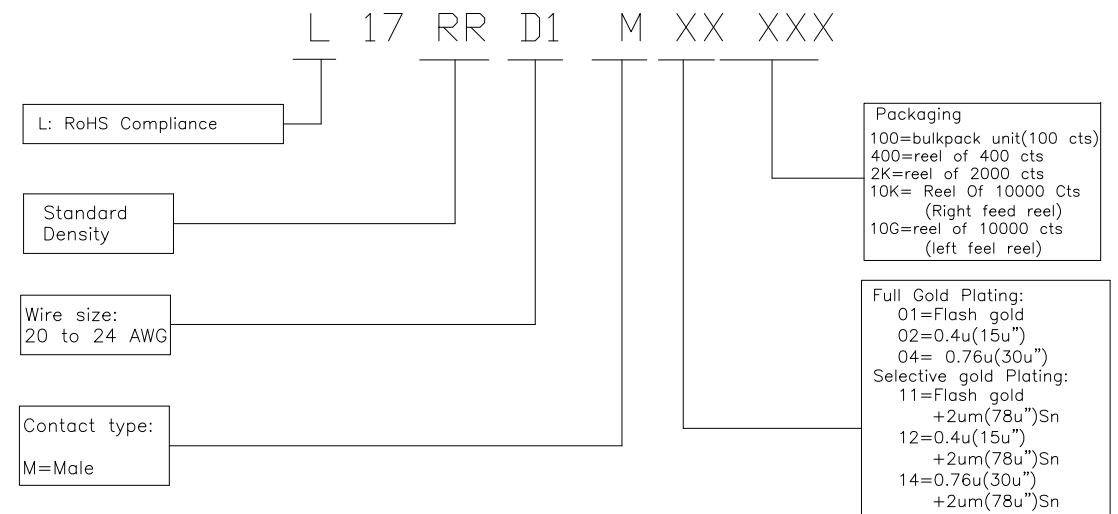 L 17 RR D1 M XX XXX
L: RoHS Compliance
Standard
Density
Wire size:
20 to 24 AWG
Contact type:
M=Male
Packaging
100=bulkpack unit(100 cts)
400=reel of 400 cts
2K=reel of 2000 cts
10K= Reel Of 10000 Cts
(Right feed reel)
10G=reel of 10000 cts
(left feel reel)
Full Gold Plating:
01=Flash gold
02=0.4u(15u")
04= 0.76u(30u")
Selective gold Plating:
11=Flash gold
+2um(78u")Sn
12=0.4u(15u")
+2um(78u")Sn
14=0.76u(30u")
+2um(78u")Sn